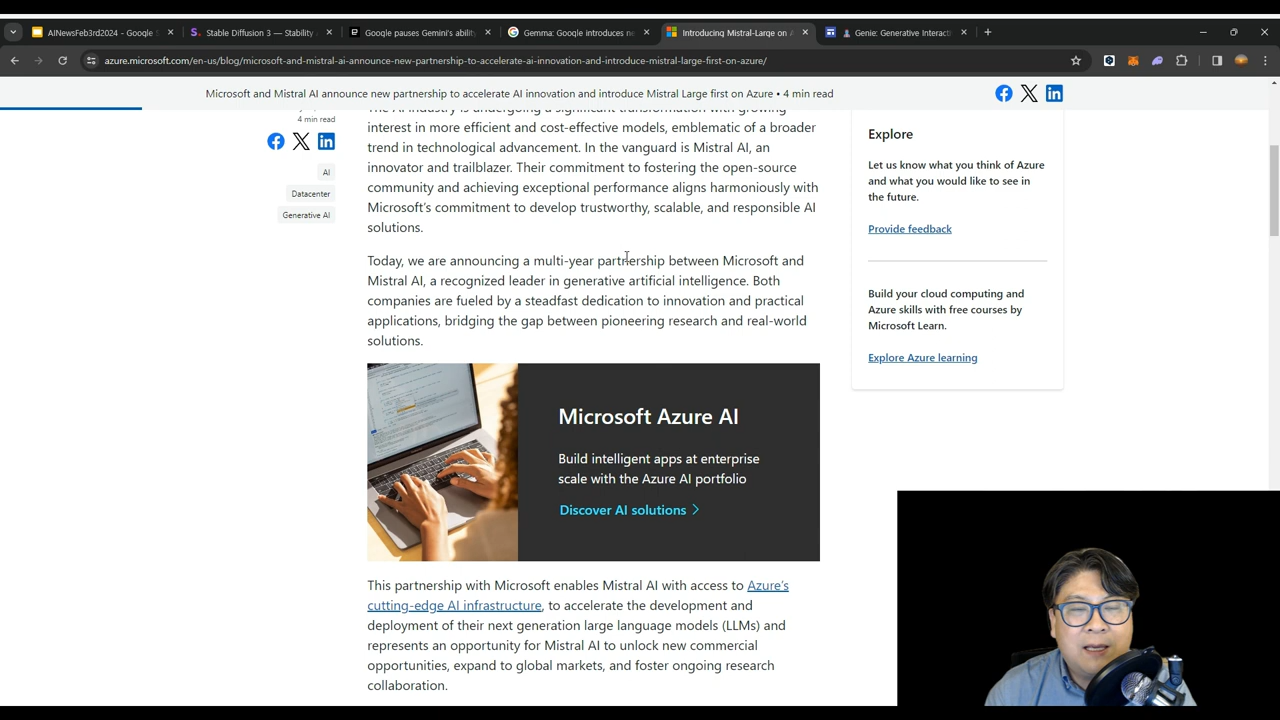 AINewsFeb3rd2024 - Google S
Stable Diffusion 3 — Stability
Google pauses Gemini's ability
Gemma: Google introduces ne
Introducing Mistral-Large on A
Genie: Generative Interacti
azure.microsoft.com/en-us/blog/microsoft-and-mistral-ai-announce-new-partnership-to-accelerate-ai-innovation-and-introduce-mistral-large-first-on-azure/
Microsoft and Mistral AI announce new partnership to accelerate AI innovation and introduce Mistral Large first on Azure • 4 min read
4 min read
AI
Datacenter
Generative AI
The AI industry is undergoing a significant transformation with growing
interest in more efficient and cost-effective models, emblematic of a broader
trend in technological advancement. In the vanguard is Mistral AI, an
innovator and trailblazer. Their commitment to fostering the open-source
community and achieving exceptional performance aligns harmoniously with
Microsoft's commitment to develop trustworthy, scalable, and responsible AI
solutions.
Today, we are announcing a multi-year partnership between Microsoft and
Mistral AI, a recognized leader in generative artificial intelligence. Both
companies are fueled by a steadfast dedication to innovation and practical
applications, bridging the gap between pioneering research and real-world
solutions.
Microsoft Azure AI
Build intelligent apps at enterprise
scale with the Azure AI portfolio
Discover AI solutions
This partnership with Microsoft enables Mistral AI with access to Azure's
cutting-edge AI infrastructure, to accelerate the development and
deployment of their next generation large language models (LLMs) and
represents an opportunity for Mistral AI to unlock new commercial
opportunities, expand to global markets, and foster ongoing research
collaboration.
Explore
Let us know what you think of Azure
and what you would like to see in
the future.
Provide feedback
Build your cloud computing and
Azure skills with free courses by
Microsoft Learn.
Explore Azure learning